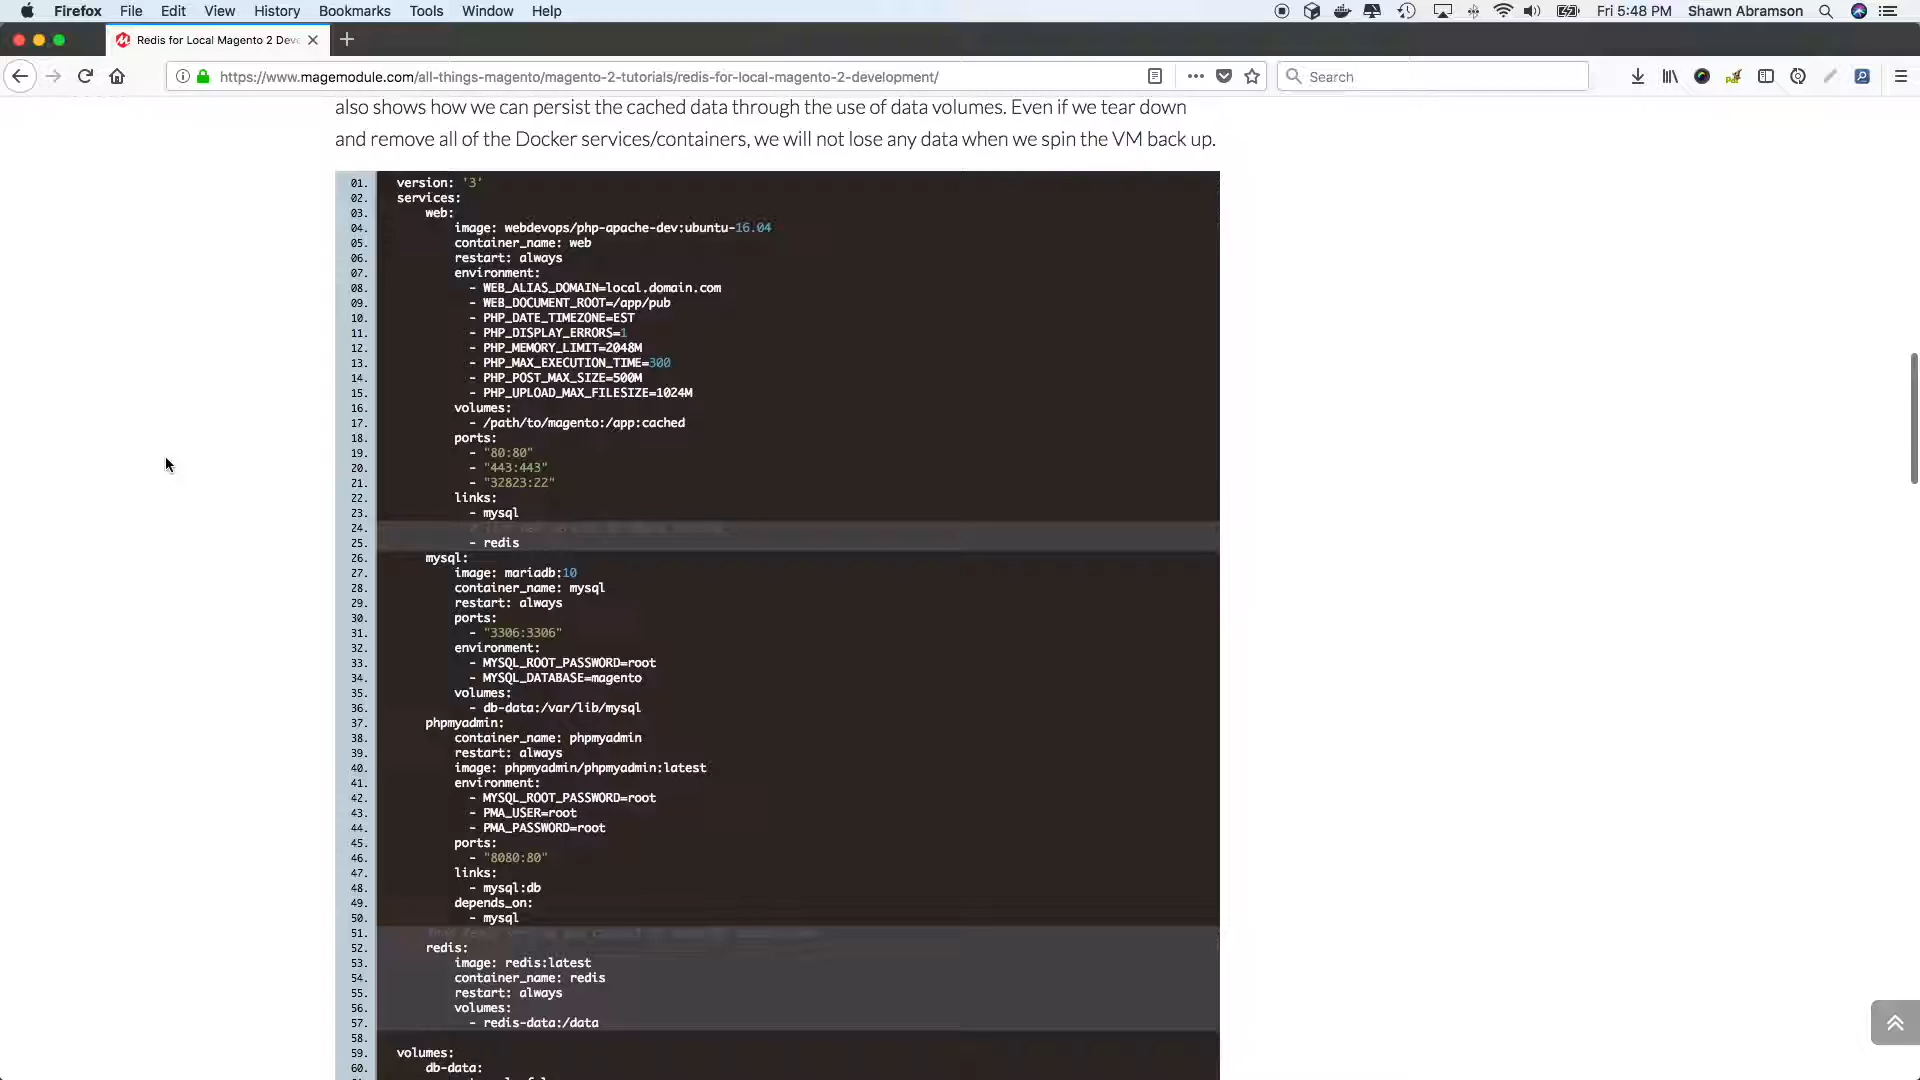 Firefox File Edit View History Bookmarks Tools Window Help Fri 5:48 PM Shawn Abramson
Redis for Local Magento 2 Dev
https://www.magemodule.com/all-things-magento/magento-2-tutorials/redis-for-local-magento-2-development/ Search
also shows how we can persist the cached data through the use of data volumes. Even if we tear down
and remove all of the Docker services/containers, we will not lose any data when we spin the VM back up.
01. version: '3'
02. services:
03. web:
04. image: webdevops/php-apache-dev:ubuntu-16.04
05. container_name: web
06. restart: always
07. environment:
08. - WEB_ALIAS_DOMAIN=local.domain.com
09. - WEB_DOCUMENT_ROOT=/app/pub
10. - PHP_DATE_TIMEZONE=EST
11. - PHP_DISPLAY_ERRORS=1
12. - PHP_MEMORY_LIMIT=2048M
13. - PHP_MAX_EXECUTION_TIME=300
14. - PHP_POST_MAX_SIZE=500M
15. - PHP_UPLOAD_MAX_FILESIZE=1024M
16. volumes:
17. - /path/to/magento:/app:cached
18. ports:
19. - "80:80"
20. - "443:443"
21. - "32823:22"
22. links:
23. - mysql
24.
25. - redis
26. mysql:
27. image: mariadb:10
28. container_name: mysql
29. restart: always
30. ports:
31. - "3306:3306"
32. environment:
33. - MYSQL_ROOT_PASSWORD=root
34. - MYSQL_DATABASE=magento
35. volumes:
36. - db-data:/var/lib/mysql
37. phpmyadmin:
38. container_name: phpmyadmin
39. restart: always
40. image: phpmyadmin/phpmyadmin:latest
41. environment:
42. - MYSQL_ROOT_PASSWORD=root
43. - PMA_USER=root
44. - PMA_PASSWORD=root
45. ports:
46. - "8080:80"
47. links:
48. - mysql:db
49. depends_on:
50. - mysql
51.
52. redis:
53. image: redis:latest
54. container_name: redis
55. restart: always
56. volumes:
57. - redis-data:/data
58.
59. volumes:
60. db-data: